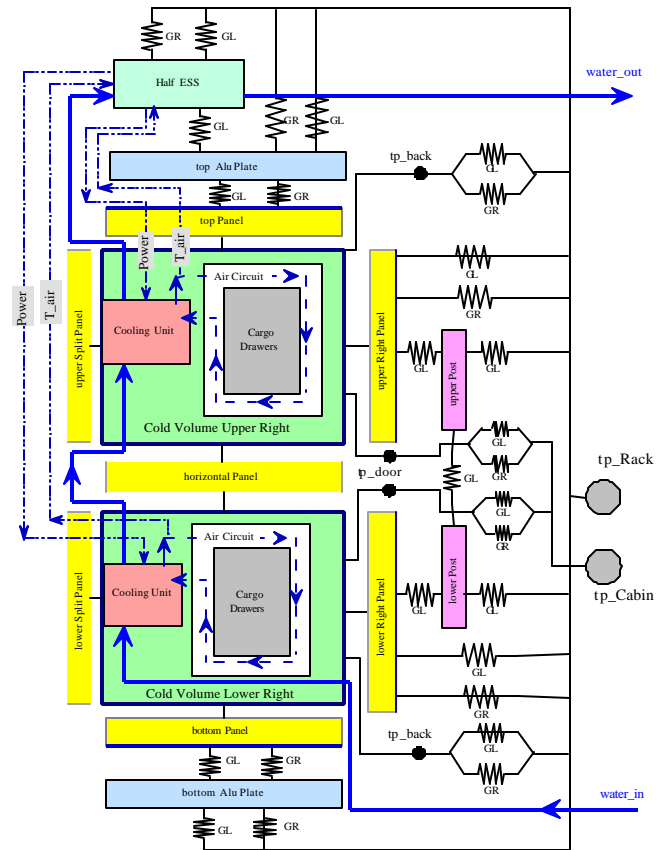 GR
GL
water_out
Half ESS
GL
GR
GL
tp_back
top Alu Plate
GL
GR
GL
GR
top Panel
Power
T_air
Power
T_air
Air Circuit
GL
upper Split Panel
Cooling Unit
Cargo
Drawers
upper Right Panel
GR
GL
GL
upper Post
Cold Volume Upper Right
GL
GR
tp_door
GL
tp_Rack
horizontal Panel
GL
GR
Air Circuit
lower Split Panel
Cooling Unit
Cargo
Drawers
lower Right Panel
GL
lower Post
GL
tp_Cabin
GL
Cold Volume Lower Right
GR
bottom Panel
tp_back
GL
GR
GL
GR
bottom Alu Plate
water_in
GL
GR